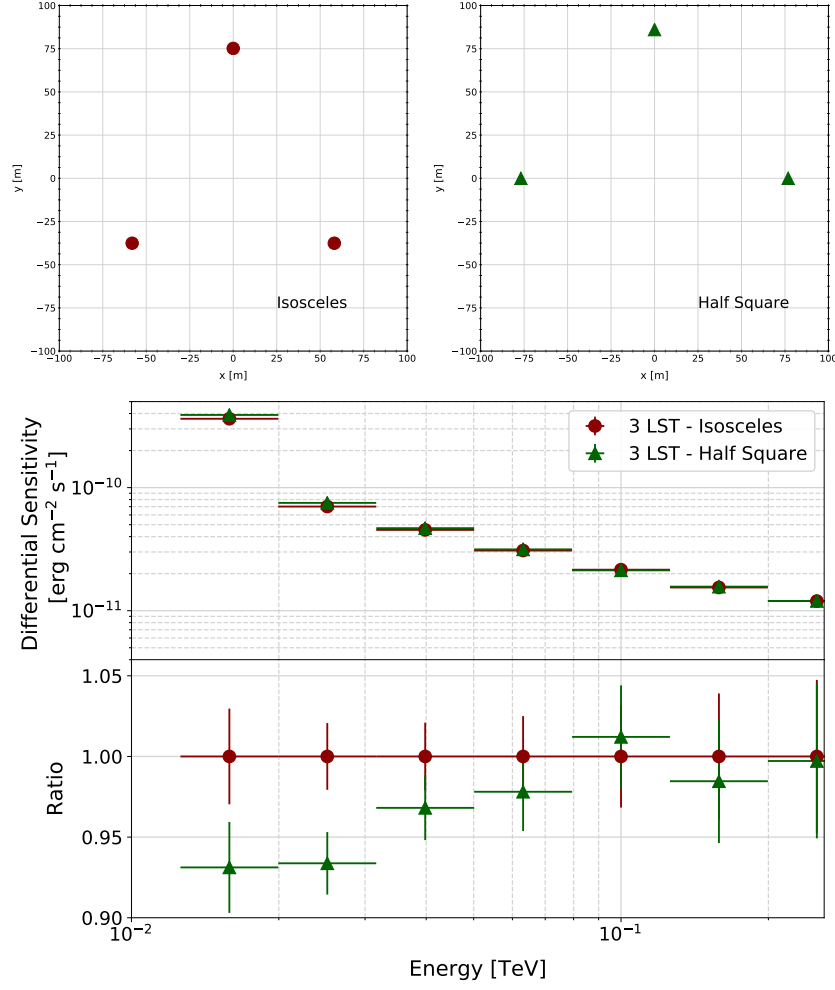 100
75
50
25
0
−25
−50
−75
−100
y [m]
−100 −75 −50 −25 0 25 50 75 100
x [m]
Isosceles
100
75
50
25
0
−25
−50
−75
−100
y [m]
−100 −75 −50 −25 0 25 50 75 100
x [m]
Half Square
Differential Sensitivity
[erg cm⁻² s⁻¹]
10⁻¹⁰
10⁻¹¹
3 LST - Isosceles
3 LST - Half Square
Ratio
1.05
1.00
0.95
0.90
10⁻² 10⁻¹
Energy [TeV]